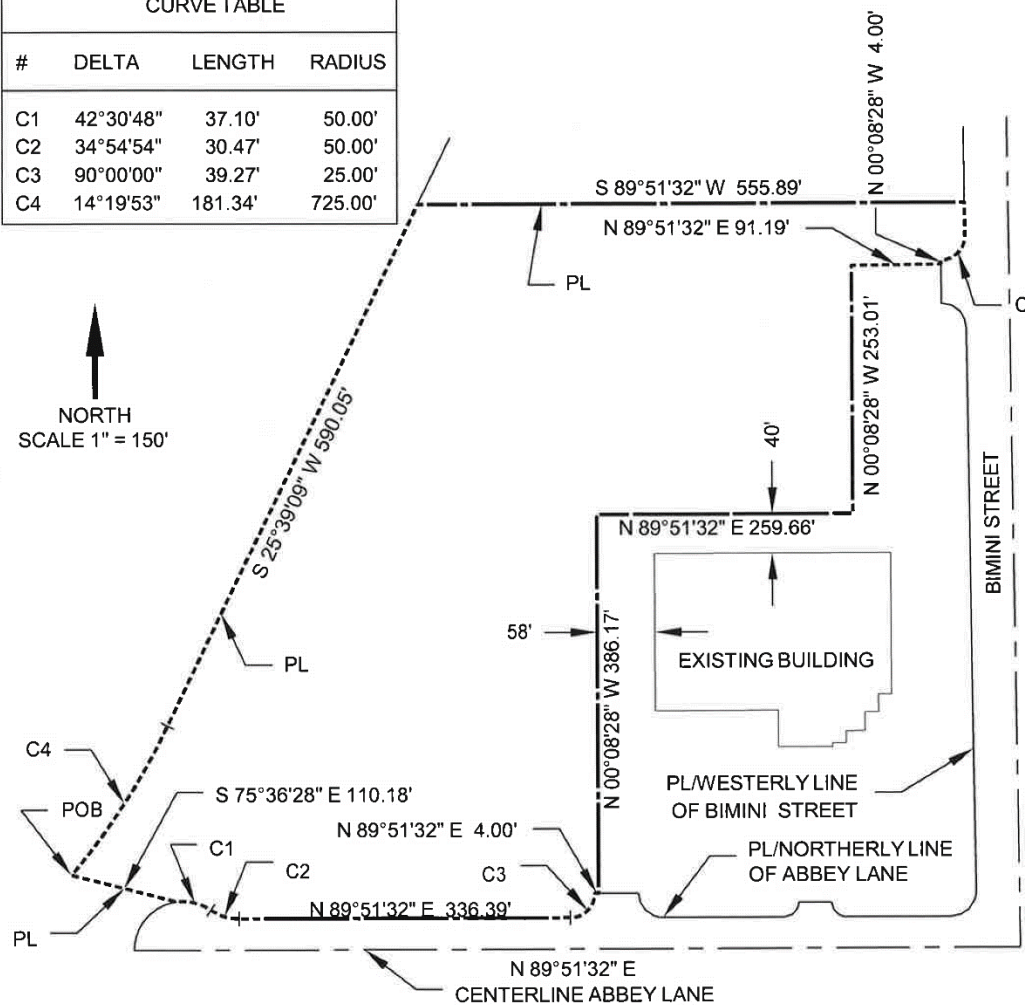 CURVE TABLE
# DELTA LENGTH RADIUS
C1 42°30'48" 37.10' 50.00'
C2 34°54'54" 30.47' 50.00'
C3 90°00'00" 39.27' 25.00'
C4 14°19'53" 181.34' 725.00'
N 00°08'28" W 4.00'
S 89°51'32" W 555.89'
N 89°51'32" E 91.19'
PL
C
NORTH
SCALE 1" = 150'
S 25°39'09" W 590.05'
N 00°08'28" W 253.01'
40'
N 89°51'32" E 259.66'
BIMINI STREET
58'
N 00°08'28" W 386.17'
EXISTING BUILDING
PL
C4
POB
S 75°36'28" E 110.18'
PL/WESTERLY LINE
OF BIMINI STREET
N 89°51'32" E 4.00'
C1
C2
C3
PL/NORTHERLY LINE
OF ABBEY LANE
N 89°51'32" E 336.39'
PL
N 89°51'32" E
CENTERLINE ABBEY LANE